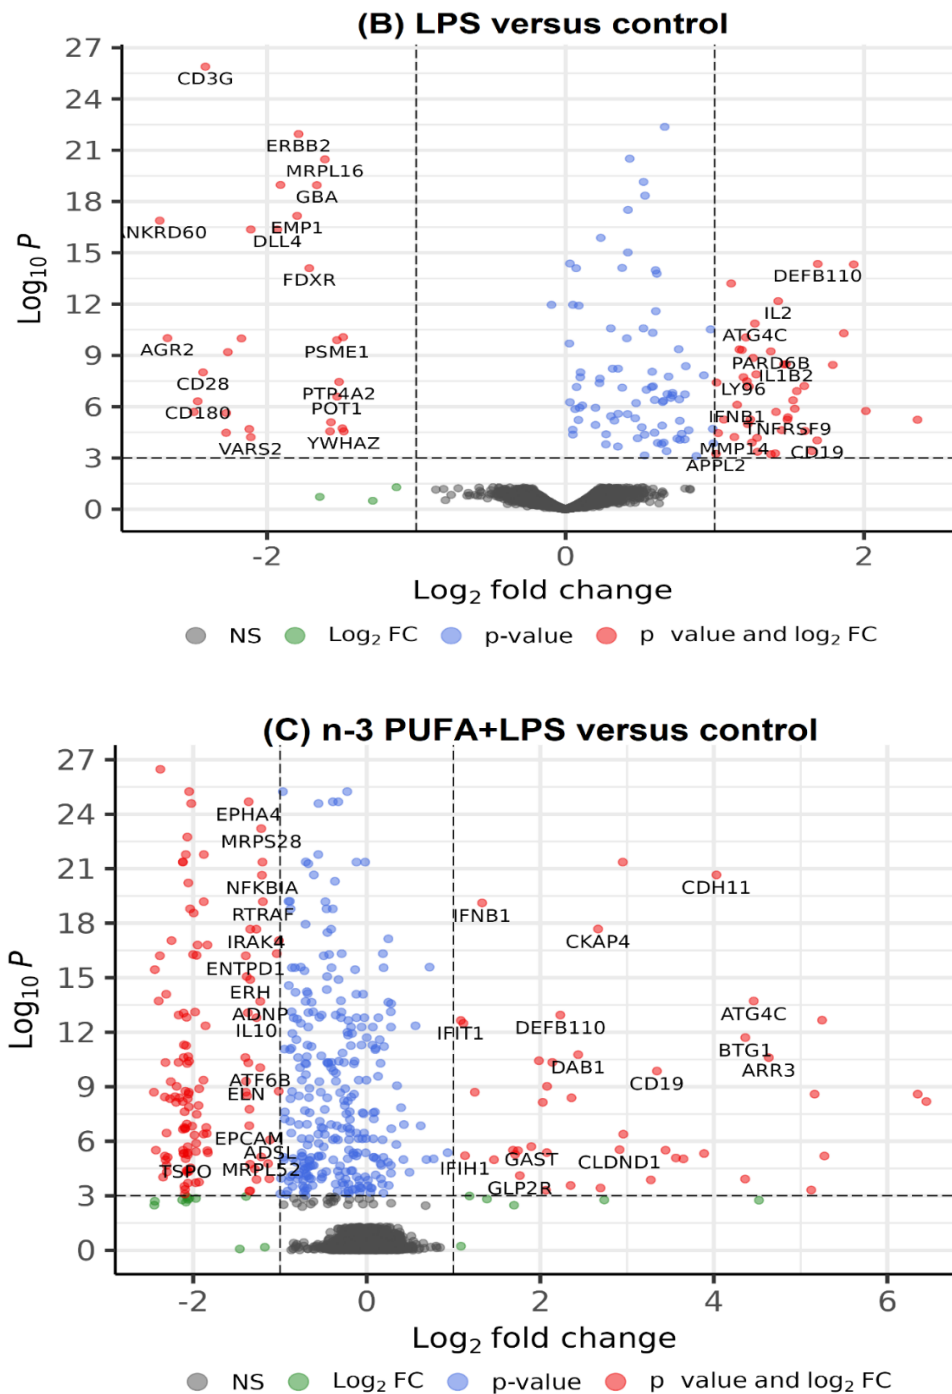 (B) LPS versus control
27
24
21
18
15
12
9
6
3
0
Log10 P
CD3G
ERBB2
MRPL16
GBA
ANKRD60
EMP1
DLL4
FDXR
DEFB110
IL2
ATG4C
AGR2
PSME1
PARD6B
CD28
IL1B2
PTP4A2
LY96
CD180
POT1
IFNB1
TNFRSF9
VARS2
YWHAZ
MMP14
CD19
APPL2
-2 0 2
Log2 fold change
NS Log2 FC p-value p value and log2 FC
(C) n-3 PUFA+LPS versus control
27
24
21
18
15
12
9
6
3
0
Log10 P
EPHA4
MRPS28
NFKBIA
CDH11
RTRAF
IFNB1
IRAK4
CKAP4
ENTPD1
ERH
ADNP
ATG4C
IL10
IFIT1
DEFB110
BTG1
DAB1
ARR3
ATF6B
CD19
ELN
EPCAM
ADSL
GAST
TSPO
MRPL52
IFIH1
CLDND1
GLP2R
-2 0 2 4 6
Log2 fold change
NS Log2 FC p-value p value and log2 FC